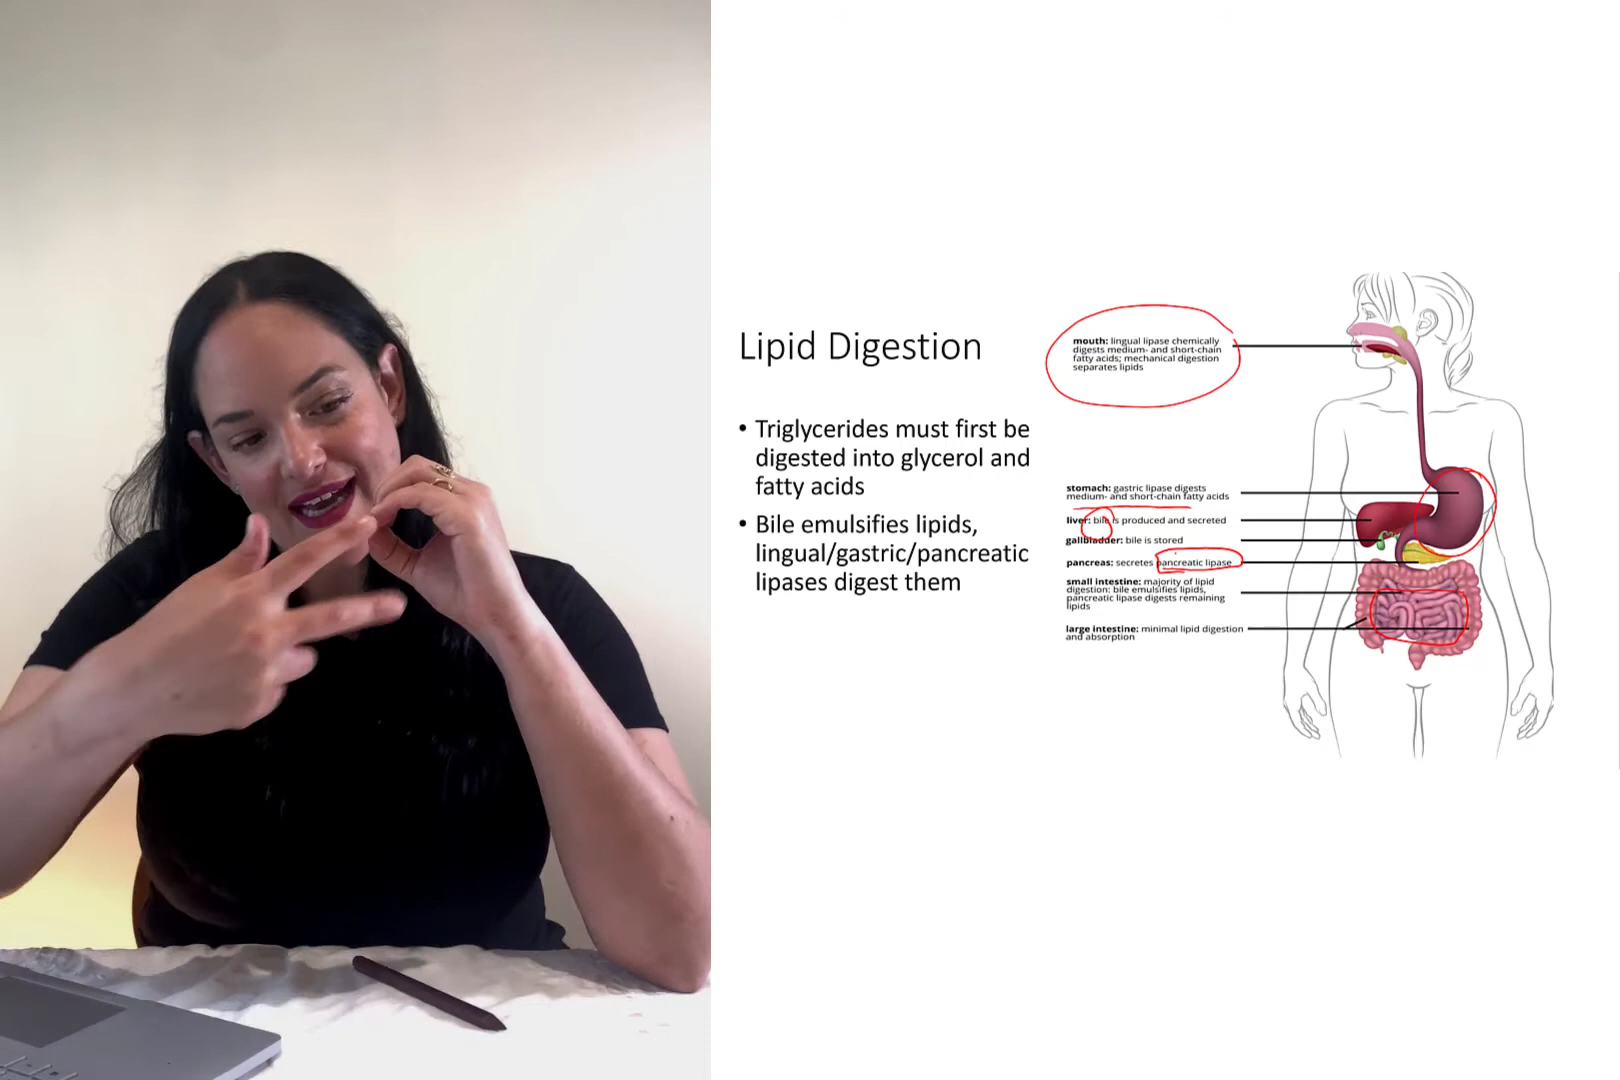 Lipid Digestion
• Triglycerides must first be
digested into glycerol and
fatty acids
• Bile emulsifies lipids,
lingual/gastric/pancreatic
lipases digest them
mouth: lingual lipase chemically
digests medium- and short-chain
fatty acids; mechanical digestion
separates lipids
stomach: gastric lipase digests
medium- and short-chain fatty acids
liver: bile is produced and secreted
gallbladder: bile is stored
pancreas: secretes pancreatic lipase
small intestine: majority of lipid
digestion: bile emulsifies lipids,
pancreatic lipase digests remaining
lipids
large intestine: minimal lipid digestion
and absorption